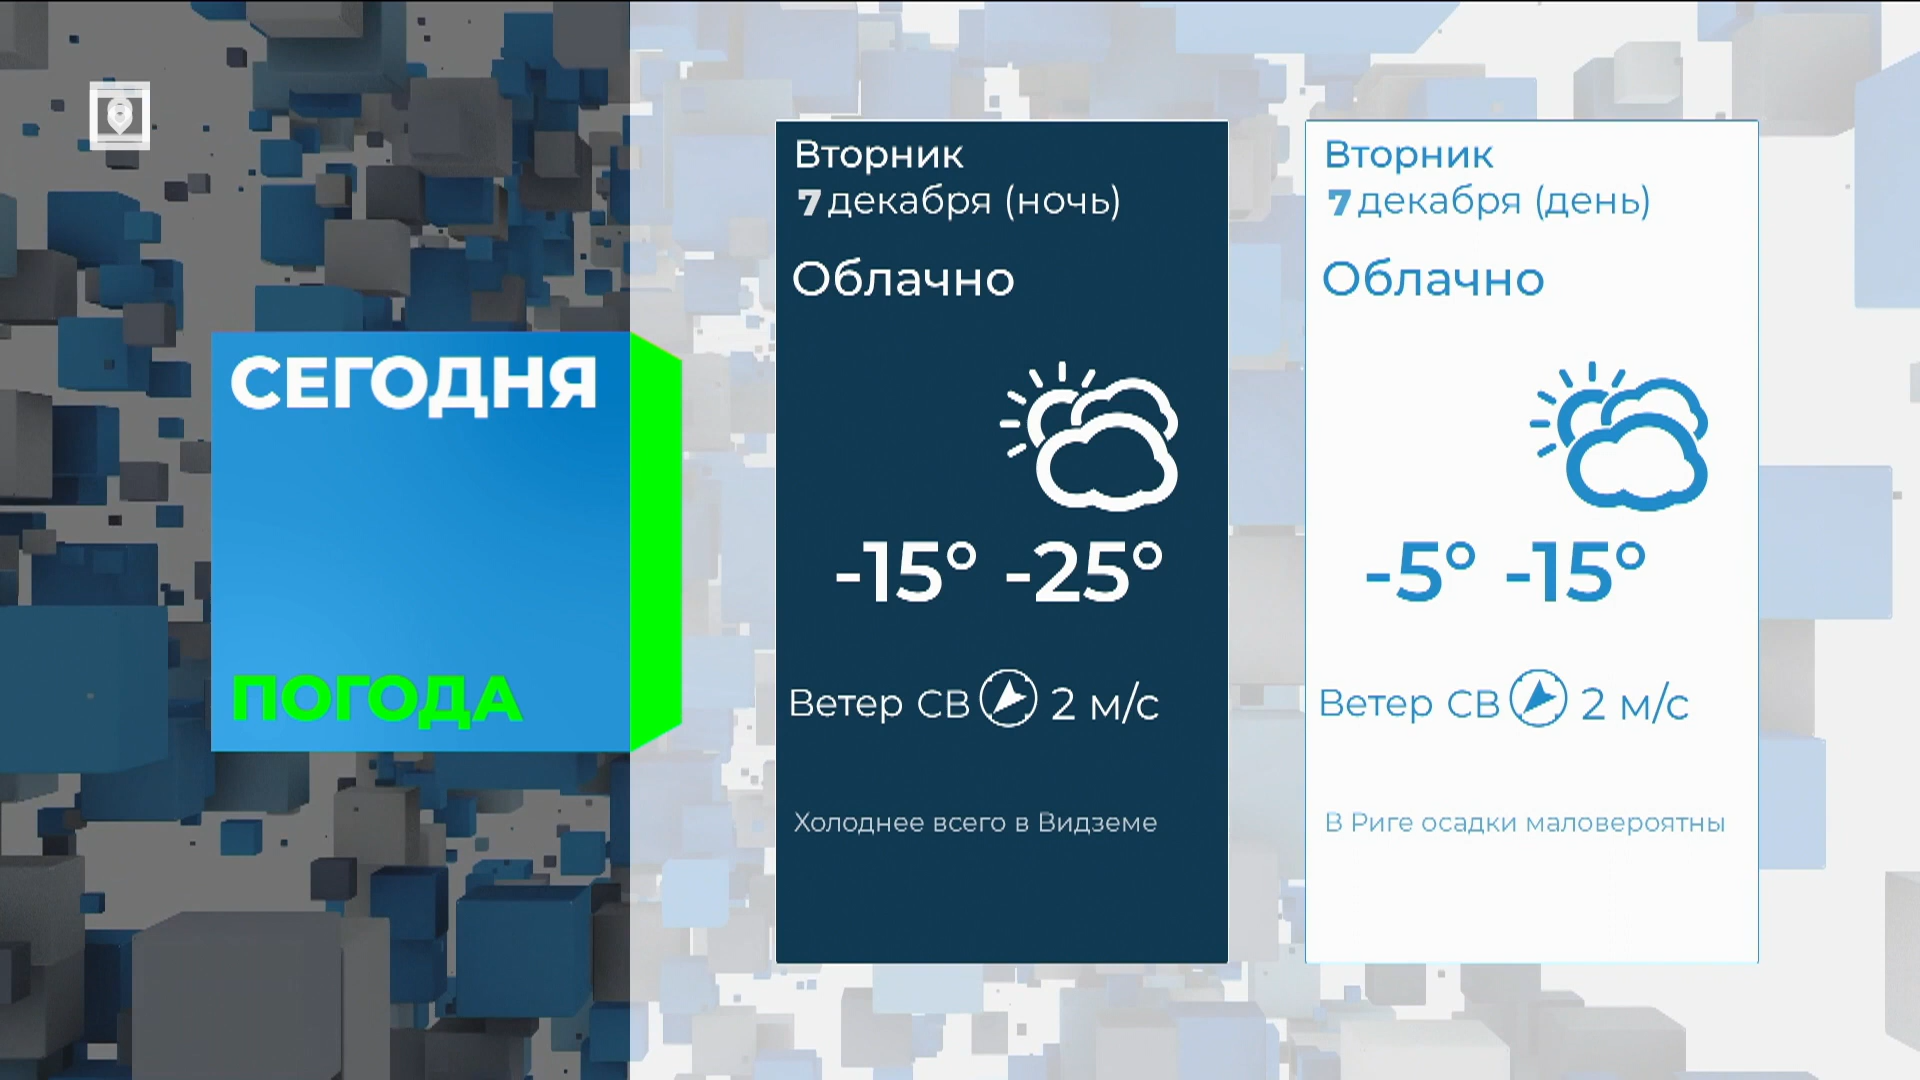 СЕГОДНЯ
ПОГОДА
Вторник
7 декабря (ночь)
Облачно
-15° -25°
Ветер СВ 2 м/с
Холоднее всего в Видземе
Вторник
7 декабря (день)
Облачно
-5° -15°
Ветер СВ 2 м/с
В Риге осадки маловероятны